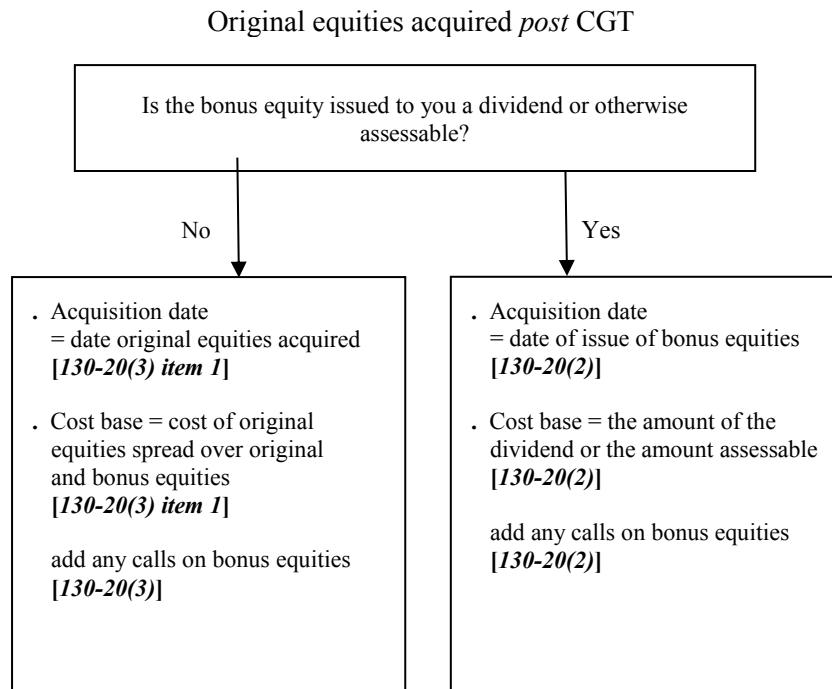 Original equities acquired post CGT
Is the bonus equity issued to you a dividend or otherwise
assessable?
No
Yes
. Acquisition date
= date original equities acquired
[130-20(3) item 1]
. Cost base = cost of original
equities spread over original
and bonus equities
[130-20(3) item 1]
add any calls on bonus equities
[130-20(3)]
. Acquisition date
= date of issue of bonus equities
[130-20(2)]
. Cost base = the amount of the
dividend or the amount assessable
[130-20(2)]
add any calls on bonus equities
[130-20(2)]